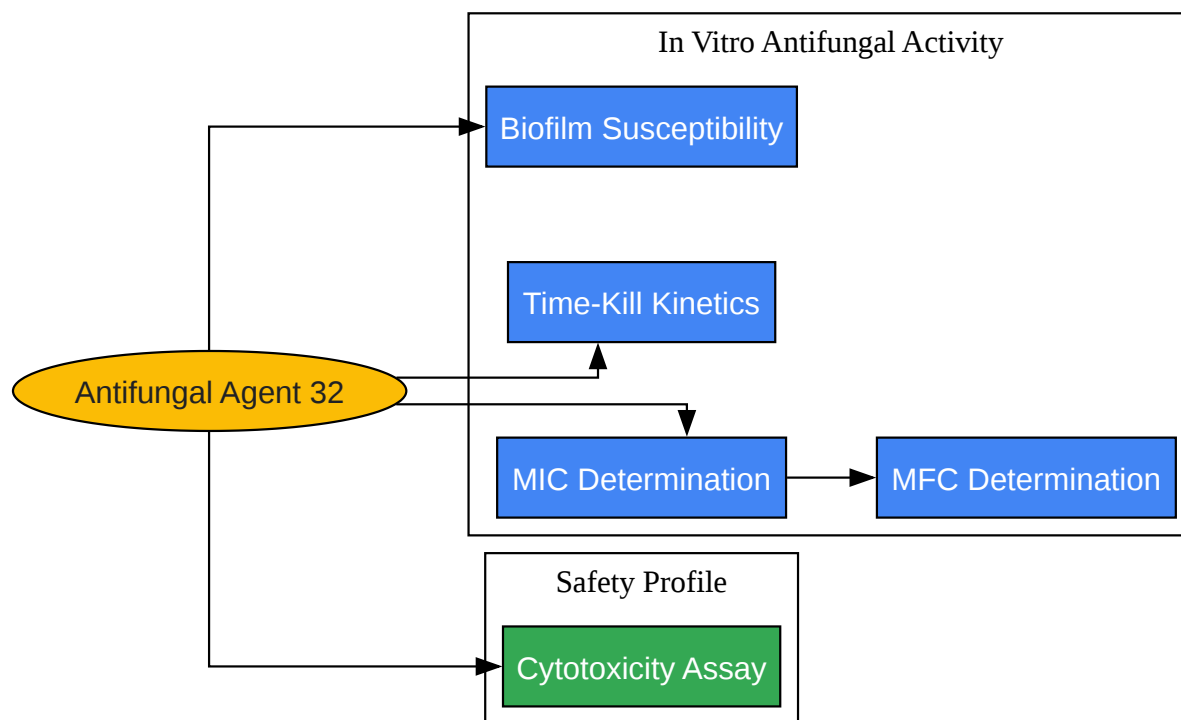 In Vitro Antifungal Activity
Biofilm Susceptibility
Time-Kill Kinetics
Antifungal Agent 32
MIC Determination
MFC Determination
Safety Profile
Cytotoxicity Assay